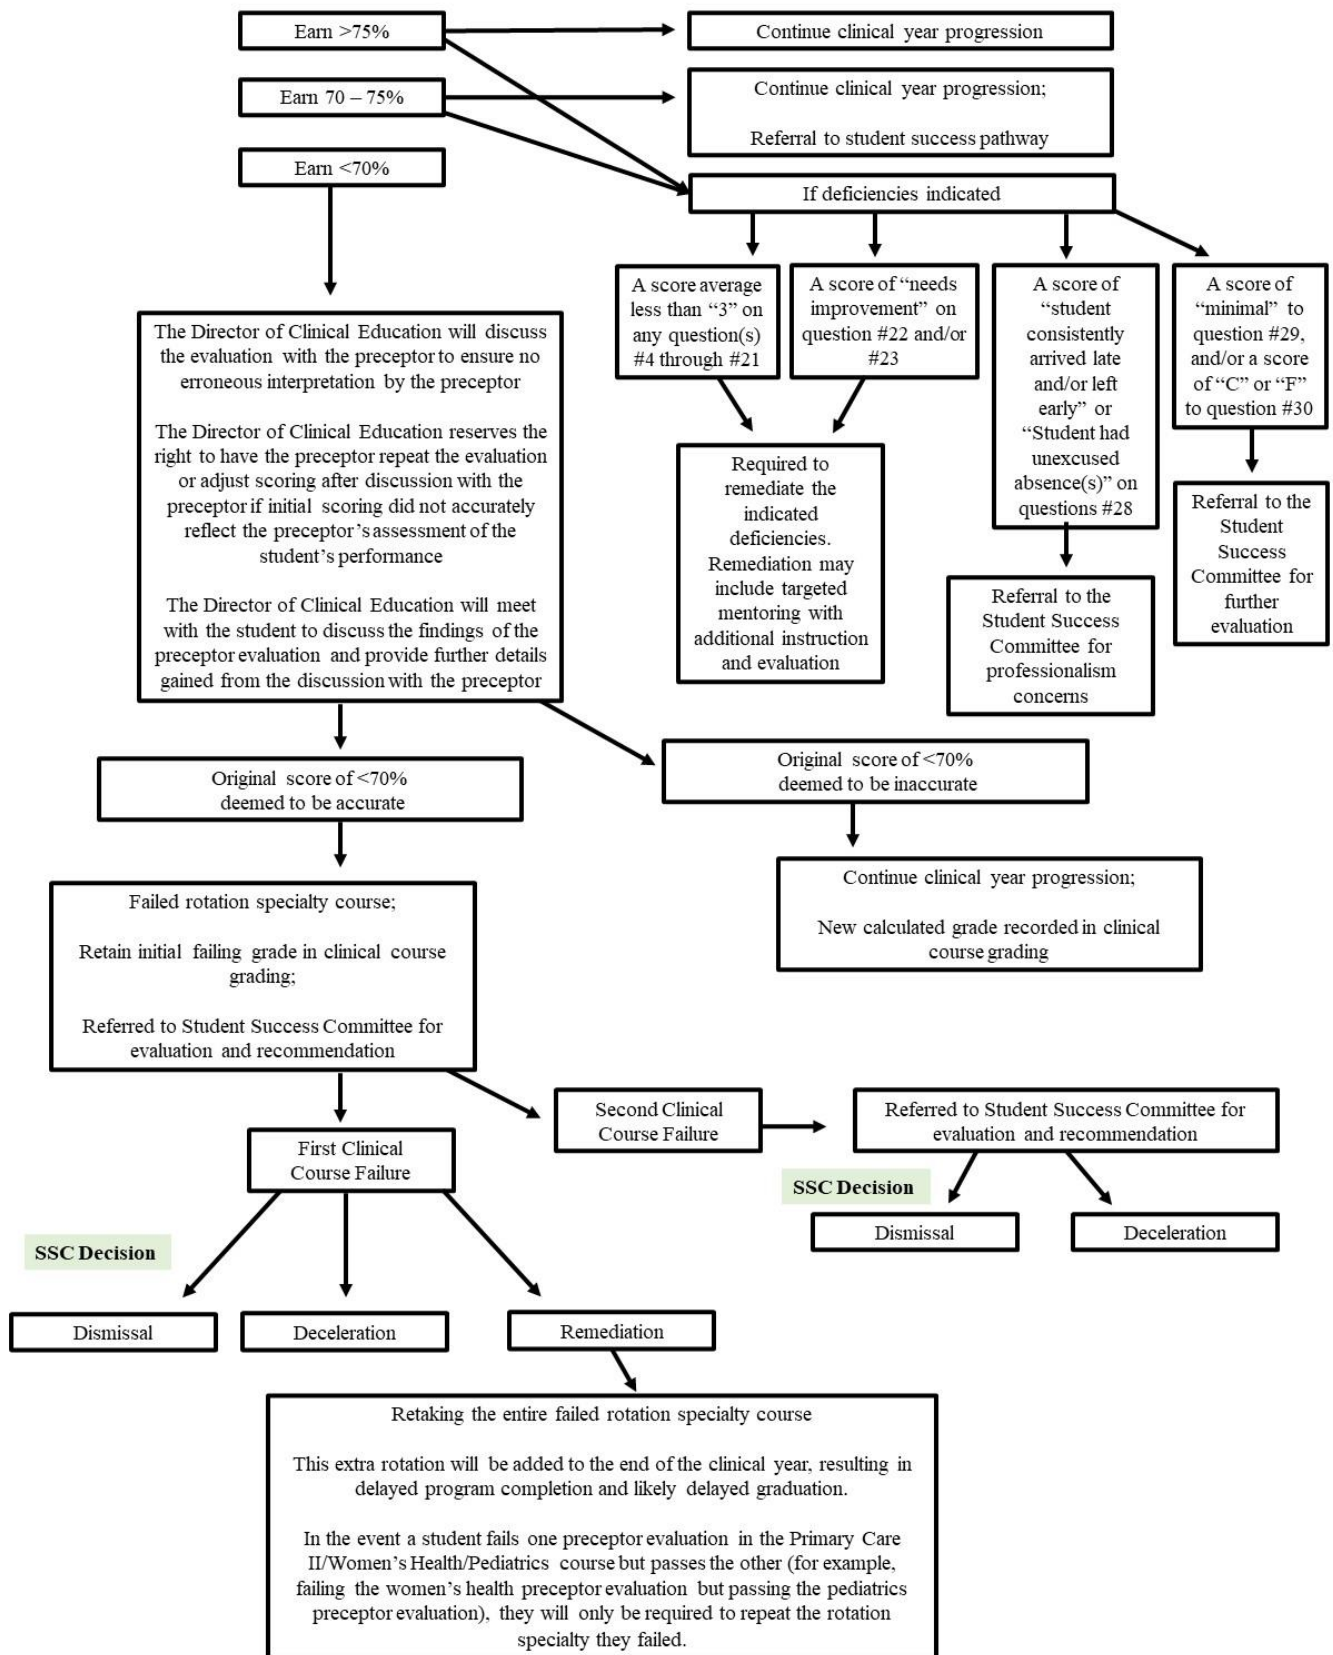 Earn >75%
Continue clinical year progression
Earn 70 – 75%
Continue clinical year progression;
Referral to student success pathway
Earn <70%
If deficiencies indicated
A score average
less than “3” on
any question(s)
#4 through #21
A score of “needs
improvement” on
question #22 and/or
#23
A score of
“student
consistently
arrived late
and/or left
early” or
“Student had
unexcused
absence(s)” on
questions #28
A score of
“minimal” to
question #29,
and/or a score
of “C” or “F”
to question #30
Required to
remediate the
indicated
deficiencies.
Remediation may
include targeted
mentoring with
additional instruction
and evaluation
Referral to the
Student Success
Committee for
professionalism
concerns
Referral to the
Student
Success
Committee for
further
evaluation
The Director of Clinical Education will discuss
the evaluation with the preceptor to ensure no
erroneous interpretation by the preceptor
The Director of Clinical Education reserves the
right to have the preceptor repeat the evaluation
or adjust scoring after discussion with the
preceptor if initial scoring did not accurately
reflect the preceptor’s assessment of the
student’s performance
The Director of Clinical Education will meet
with the student to discuss the findings of the
preceptor evaluation and provide further details
gained from the discussion with the preceptor
Original score of <70%
deemed to be accurate
Original score of <70%
deemed to be inaccurate
Continue clinical year progression;
New calculated grade recorded in clinical
course grading
Failed rotation specialty course;
Retain initial failing grade in clinical course
grading;
Referred to Student Success Committee for
evaluation and recommendation
Second Clinical
Course Failure
Referred to Student Success Committee for
evaluation and recommendation
First Clinical
Course Failure
SSC Decision
Dismissal
Deceleration
SSC Decision
Dismissal
Deceleration
Remediation
Retaking the entire failed rotation specialty course
This extra rotation will be added to the end of the clinical year, resulting in
delayed program completion and likely delayed graduation.
In the event a student fails one preceptor evaluation in the Primary Care
II/Women’s Health/Pediatrics course but passes the other (for example,
failing the women’s health preceptor evaluation but passing the pediatrics
preceptor evaluation), they will only be required to repeat the rotation
specialty they failed.